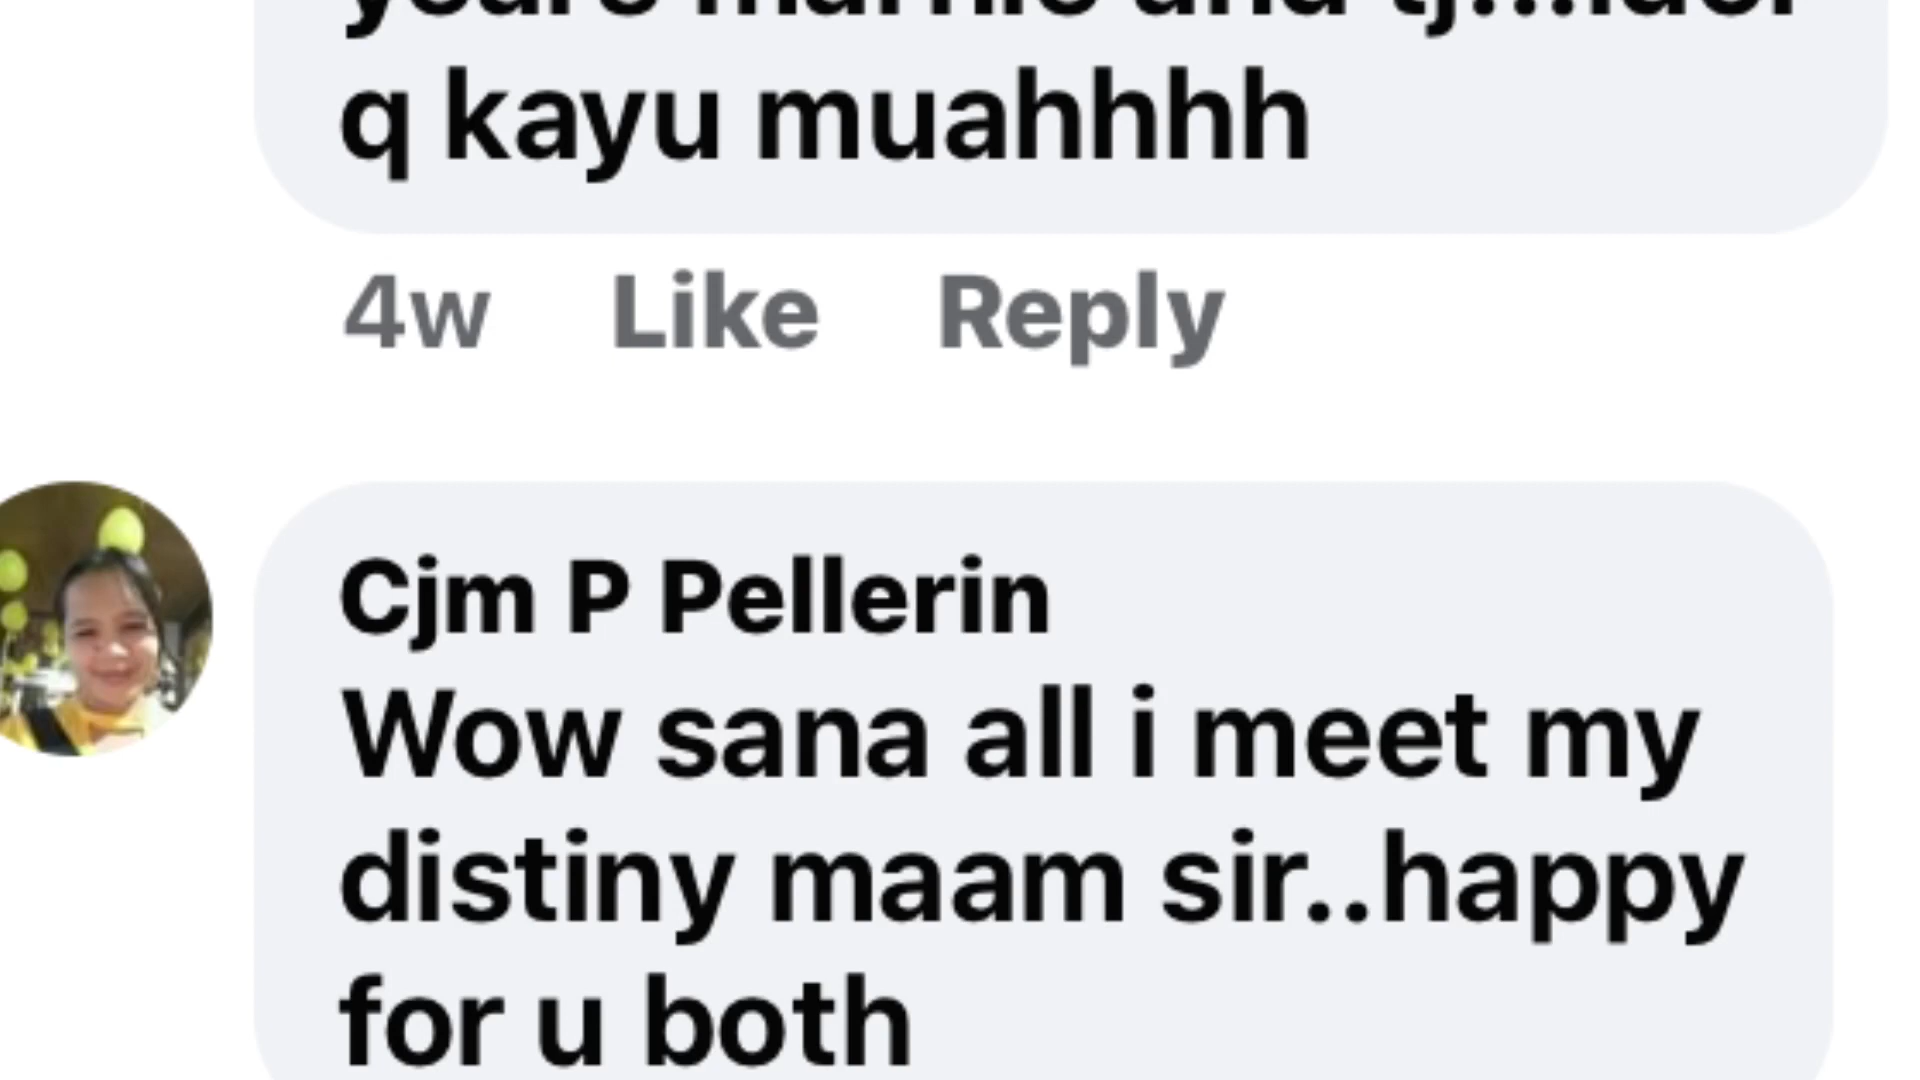 q kayu muahhhh
4w Like Reply
Cjm P Pellerin
Wow sana all i meet my
distiny maam sir..happy
for u both